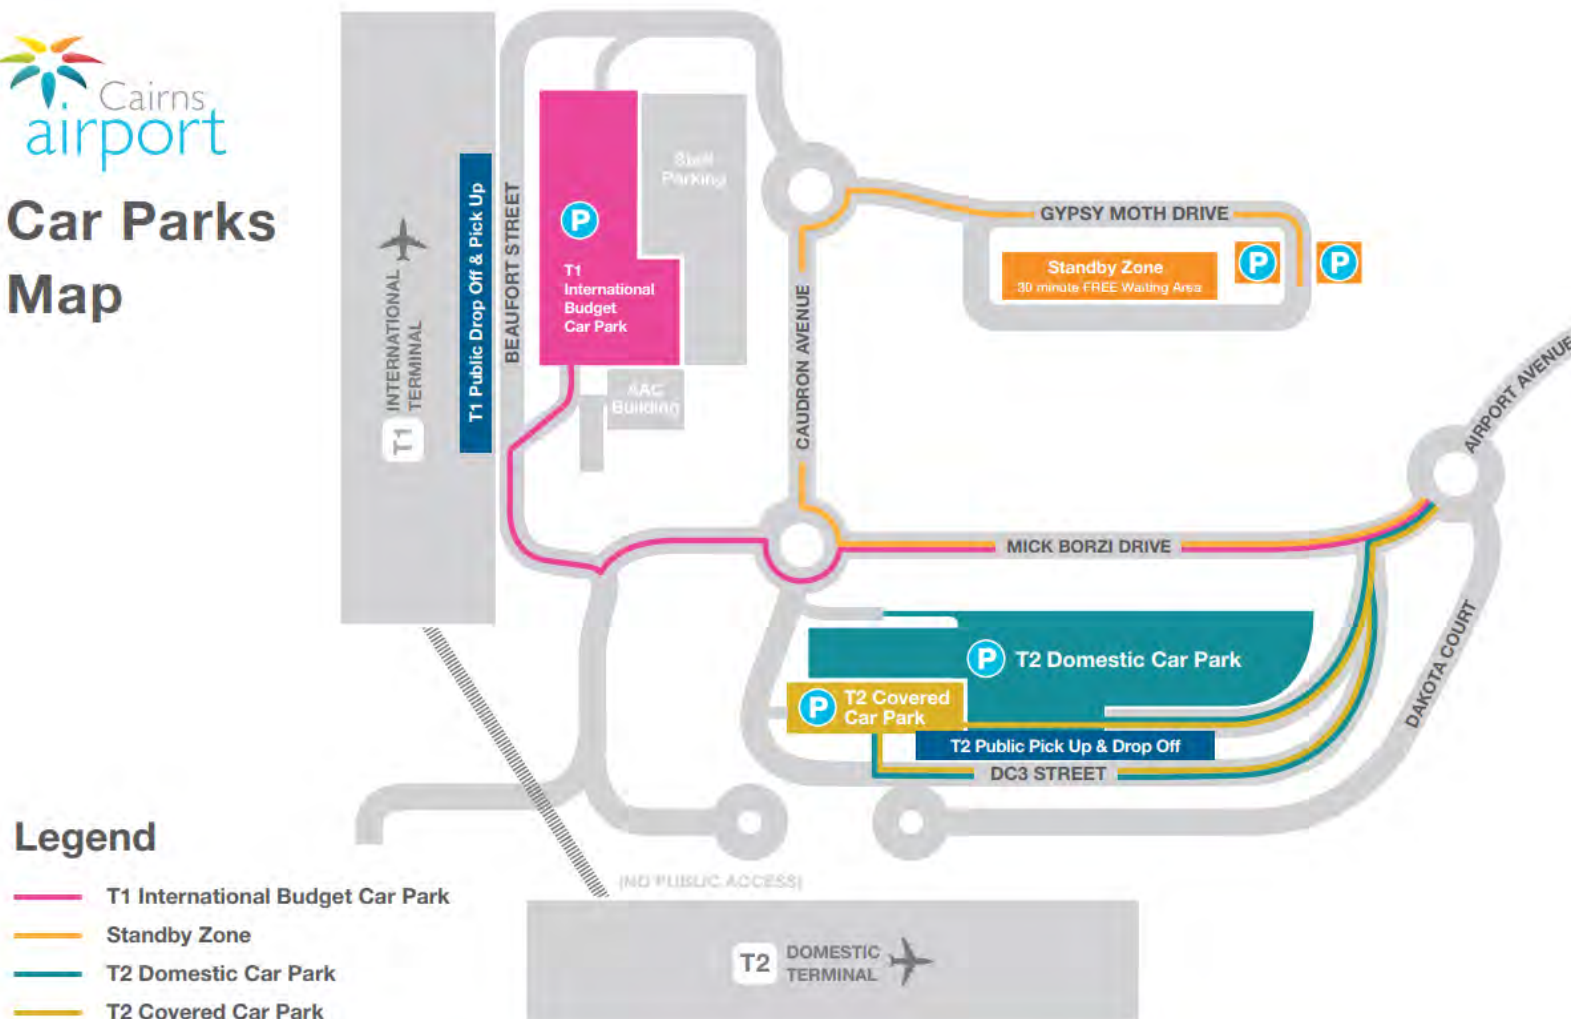 Cairns
airport
Car Parks
Map
T1 INTERNATIONAL
TERMINAL
T1 Public Drop Off & Pick Up
BEAUFORT STREET
P
T1
International
Budget
Car Park
Staff
Parking
AAC
Building
CAUDRON AVENUE
GYPSY MOTH DRIVE
Standby Zone
30 minute FREE Waiting Area
P
P
AIRPORT AVENUE
MICK BORZI DRIVE
DAKOTA COURT
P T2 Domestic Car Park
P T2 Covered
Car Park
T2 Public Pick Up & Drop Off
DC3 STREET
(NO PUBLIC ACCESS)
T2 DOMESTIC
TERMINAL
Legend
T1 International Budget Car Park
Standby Zone
T2 Domestic Car Park
T2 Covered Car Park